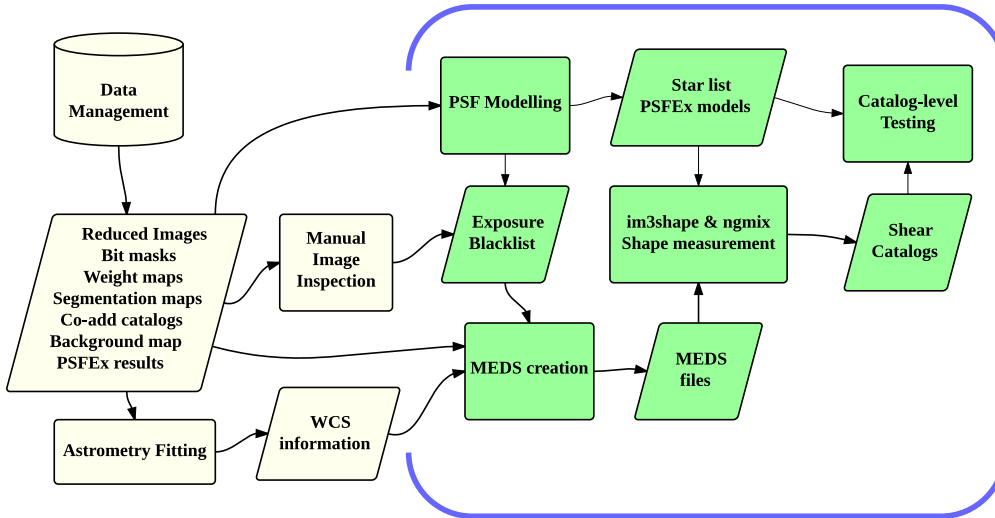 Data
Management
Reduced Images
Bit masks
Weight maps
Segmentation maps
Co-add catalogs
Background map
PSFEx results
Astrometry Fitting
Manual
Image
Inspection
WCS
information
PSF Modelling
Exposure
Blacklist
MEDS creation
Star list
PSFEx models
im3shape & ngmix
Shape measurement
MEDS
files
Catalog-level
Testing
Shear
Catalogs